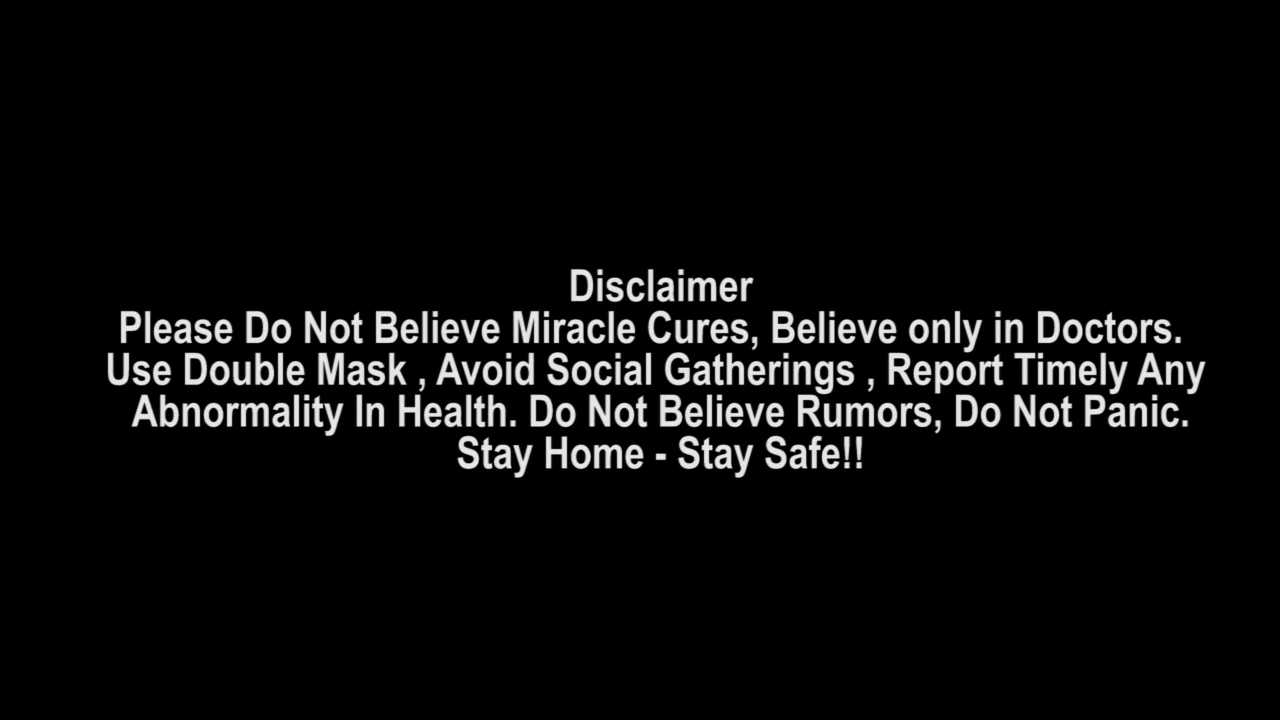 Disclaimer
Please Do Not Believe Miracle Cures, Believe only in Doctors.
Use Double Mask , Avoid Social Gatherings , Report Timely Any
Abnormality In Health. Do Not Believe Rumors, Do Not Panic.
Stay Home - Stay Safe!!